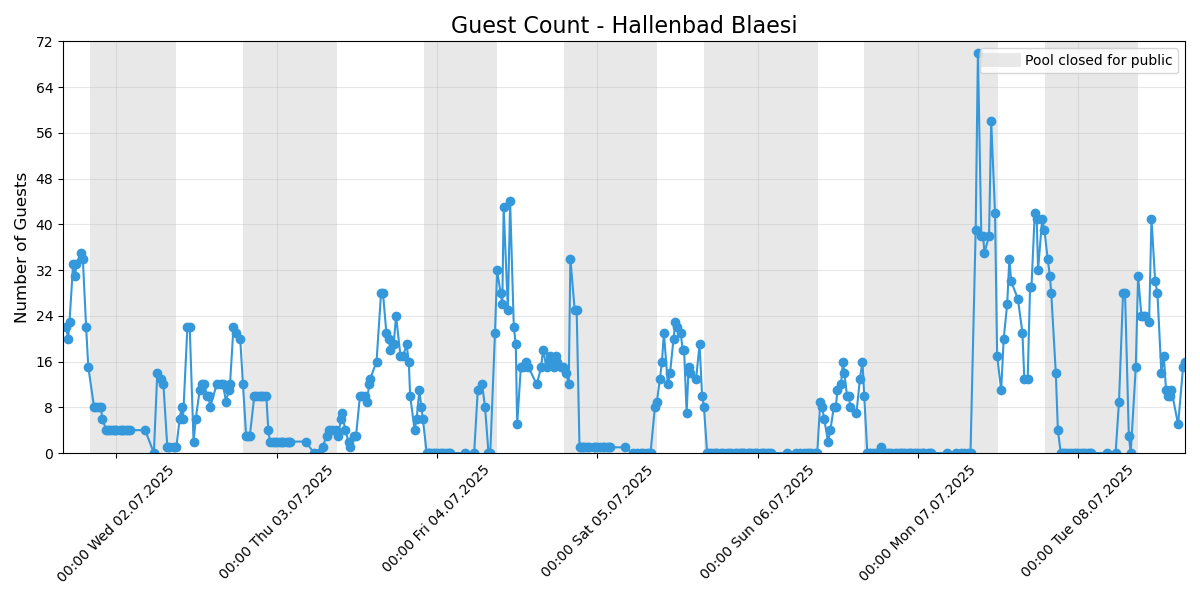 Guest Count - Hallenbad Blaesi
Pool closed for public
Number of Guests
72
64
56
48
40
32
24
16
8
0
00:00 Wed 02.07.2025
00:00 Thu 03.07.2025
00:00 Fri 04.07.2025
00:00 Sat 05.07.2025
00:00 Sun 06.07.2025
00:00 Mon 07.07.2025
00:00 Tue 08.07.2025